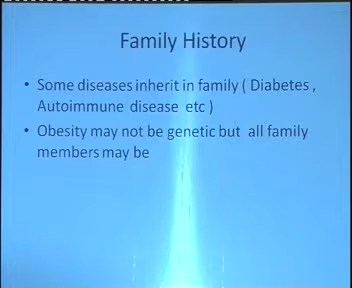 Family History
• Some diseases inherit in family ( Diabetes ,
Autoimmune disease etc )
• Obesity may not be genetic but all family
members may be